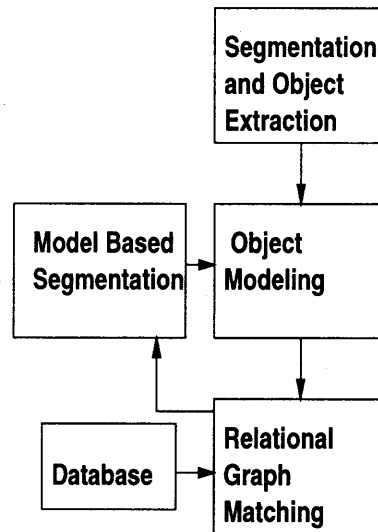 Segmentation
and Object
Extraction
Model Based
Segmentation
Object
Modeling
Database
Relational
Graph
Matching